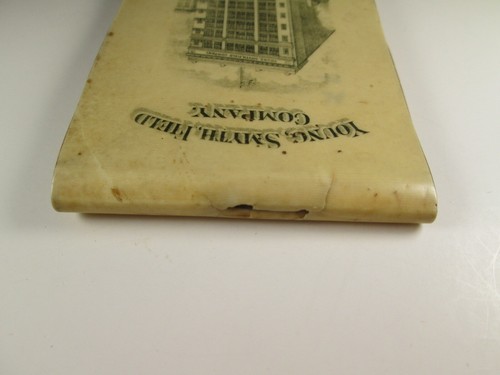 YOUNG, SMYTH, FIELD
COMPANY.